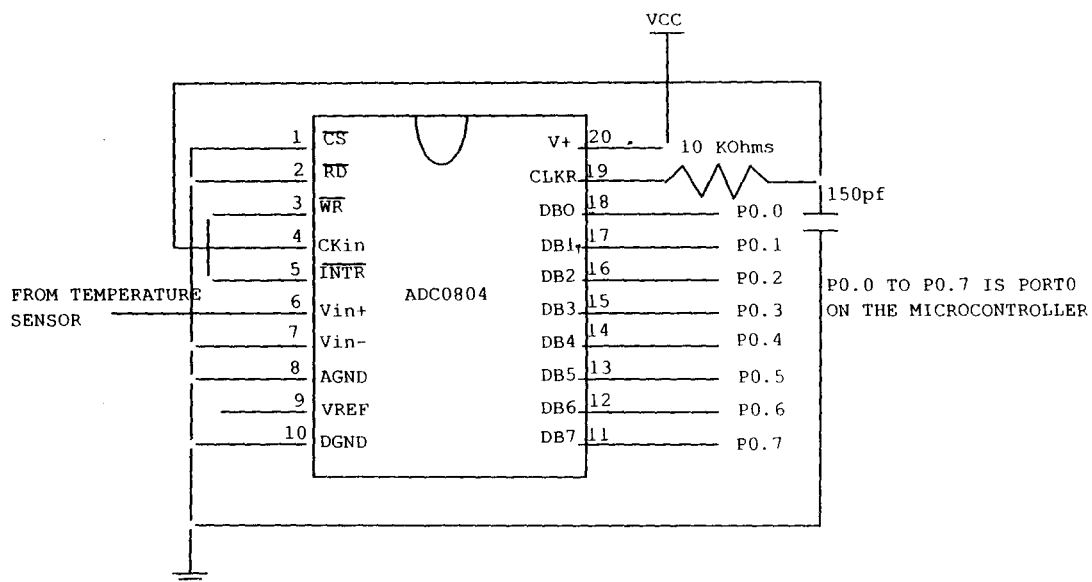 VCC
1 CS V+ 20 10 KOhms
2 RD CLKR 19
150pf
3 WR DB0 18 P0.0
4 CKin DB1 17 P0.1
5 INTR DB2 16 P0.2
P0.0 TO P0.7 IS PORT0
ON THE MICROCONTROLLER
ADC0804
FROM TEMPERATURE
SENSOR
6 Vin+ DB3 15 P0.3
7 Vin- DB4 14 P0.4
8 AGND DB5 13 P0.5
9 VREF DB6 12 P0.6
10 DGND DB7 11 P0.7